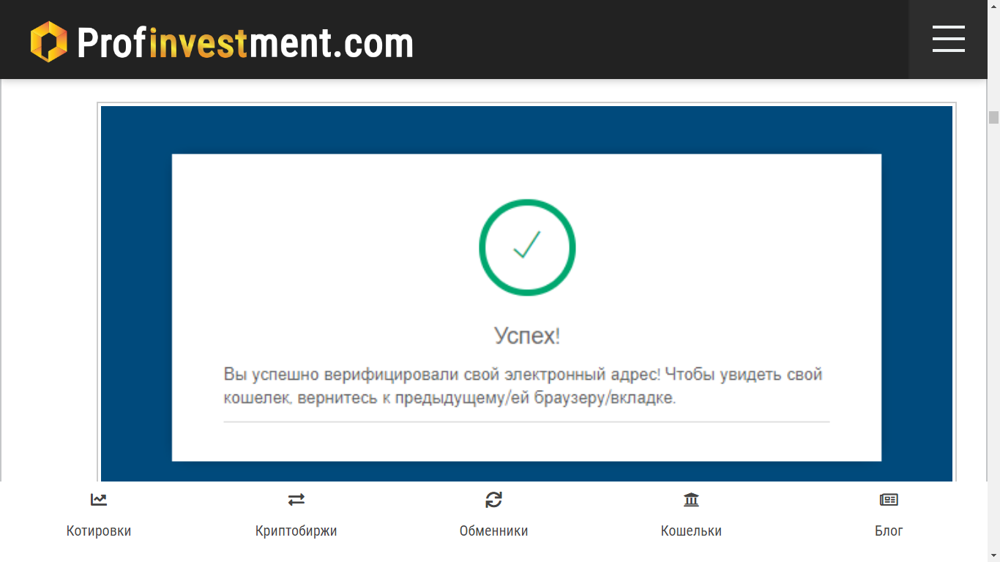 Profinvestment.com
Успех!
Вы успешно верифицировали свой электронный адрес! Чтобы увидеть свой
кошелек, вернитесь к предыдущему/ей браузеру/вкладке.
Котировки
Криптобиржи
Обменники
Кошельки
Блог